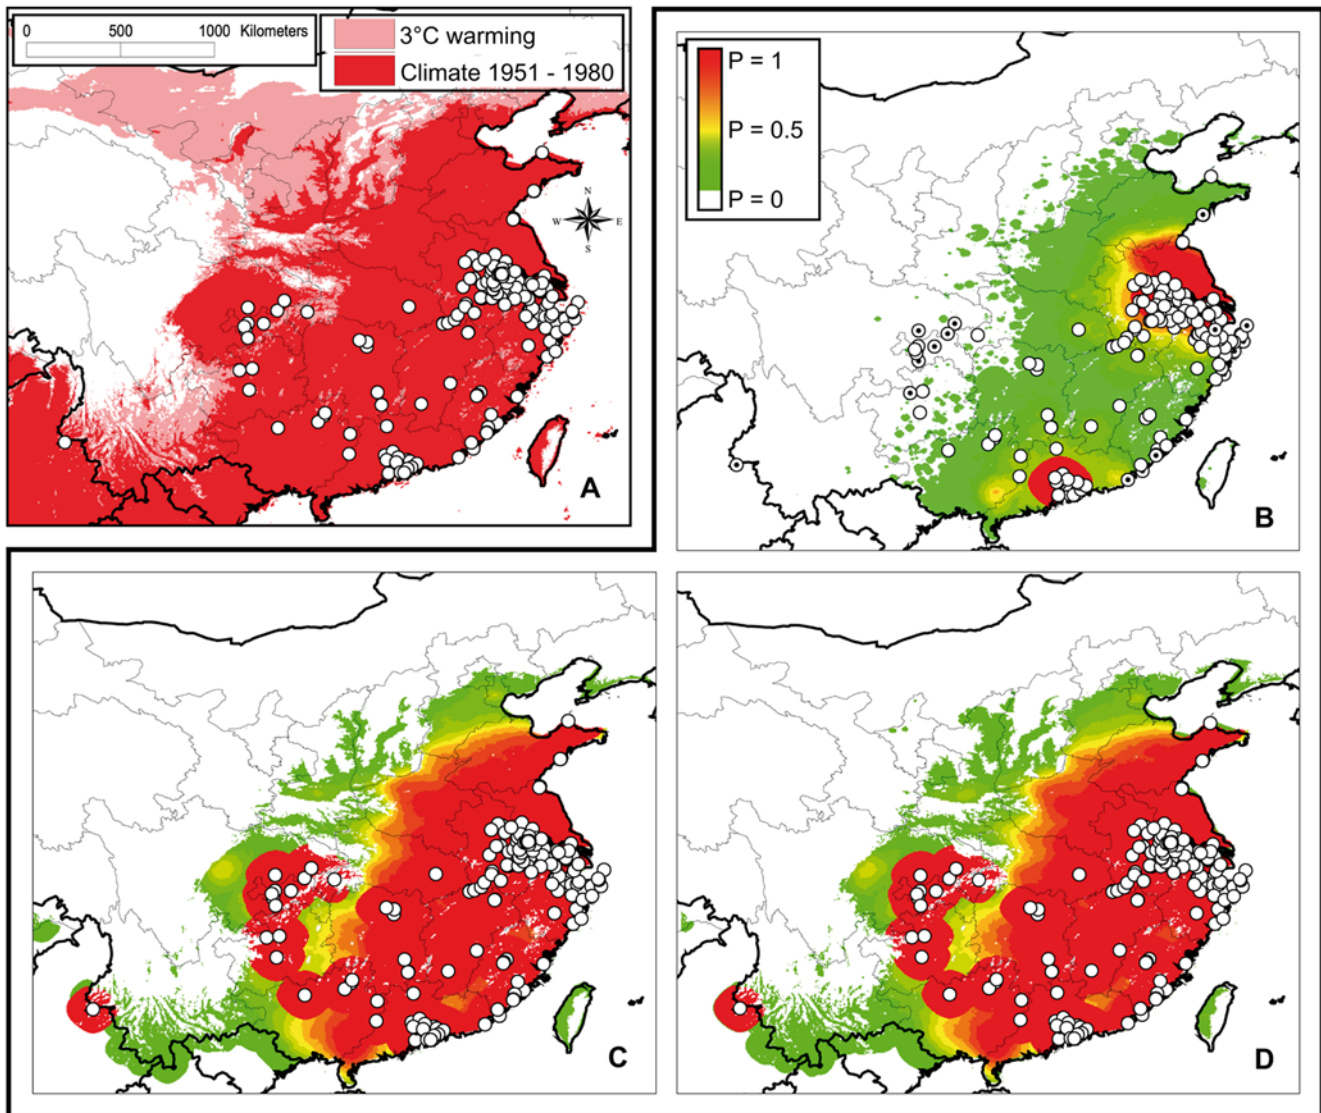 0 500 1000 Kilometers
3°C warming
Climate 1951 - 1980
N
W E
S
A
P = 1
P = 0.5
P = 0
B
C
D